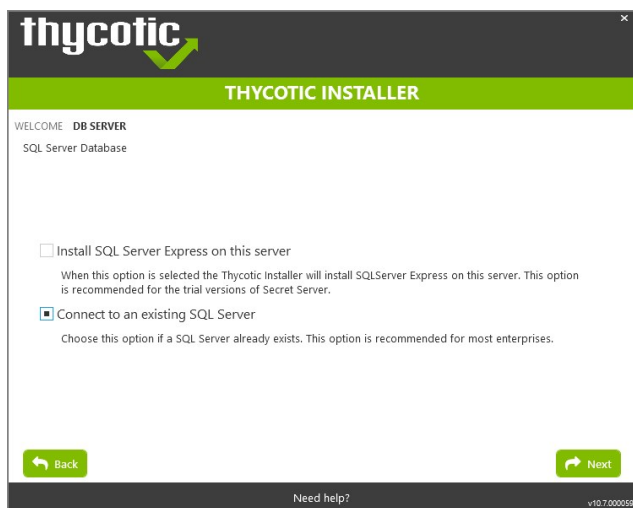 thycotic
×
THYCOTIC INSTALLER
WELCOME DB SERVER
SQL Server Database
Install SQL Server Express on this server
When this option is selected the Thycotic Installer will install SQLServer Express on this server. This option
is recommended for the trial versions of Secret Server.
Connect to an existing SQL Server
Choose this option if a SQL Server already exists. This option is recommended for most enterprises.
Back
Next
Need help?
v10.7.000059